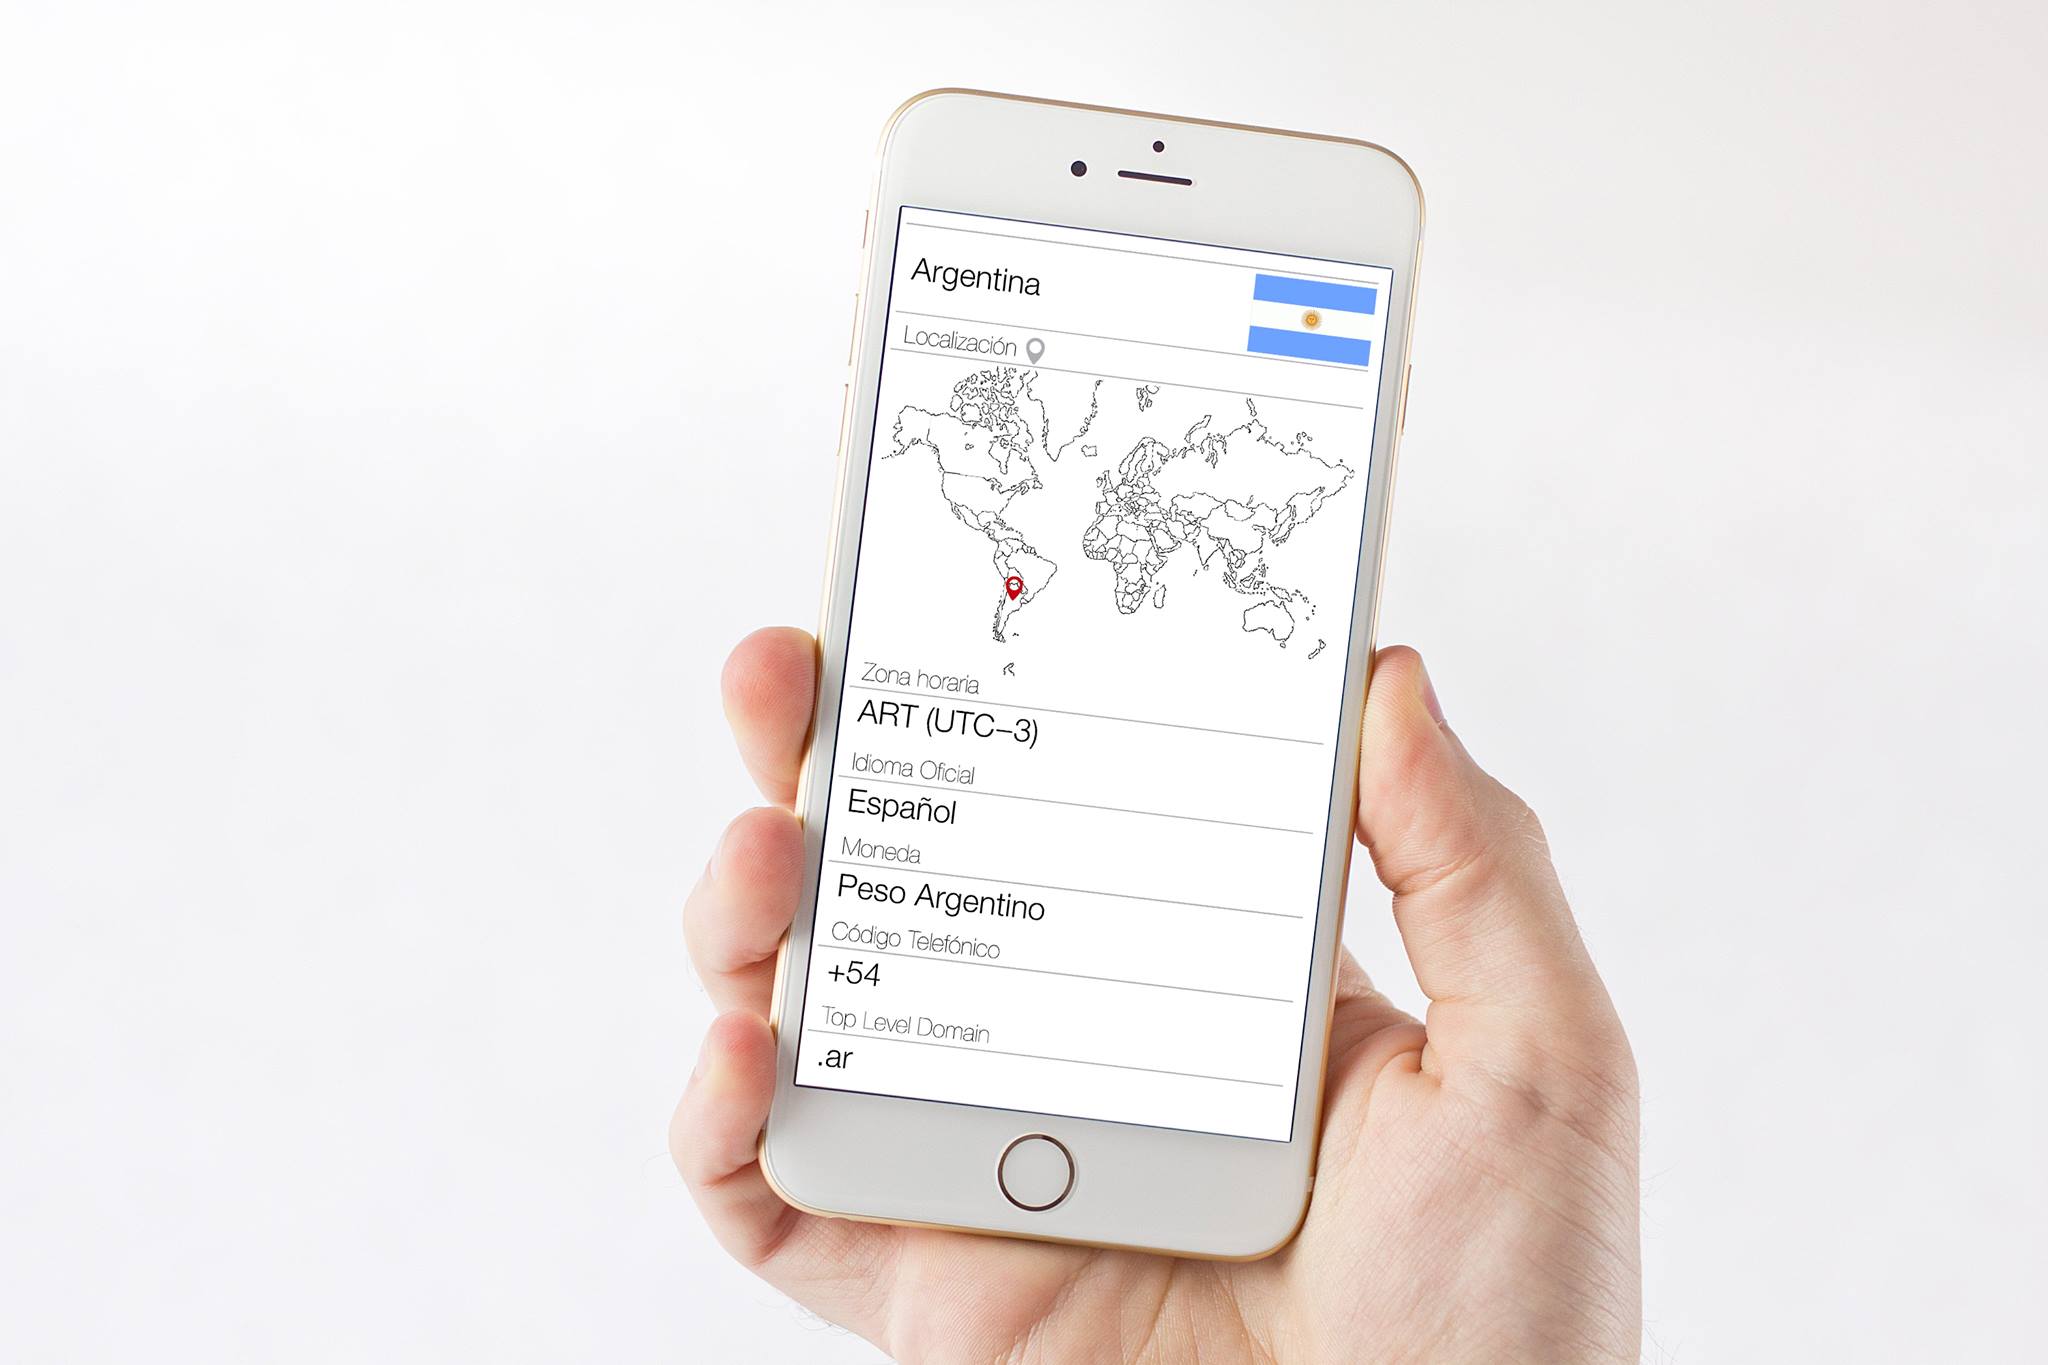 Argentina
Localización
Zona horaria
ART (UTC−3)
Idioma Oficial
Español
Moneda
Peso Argentino
Código Telefónico
+54
Top Level Domain
.ar